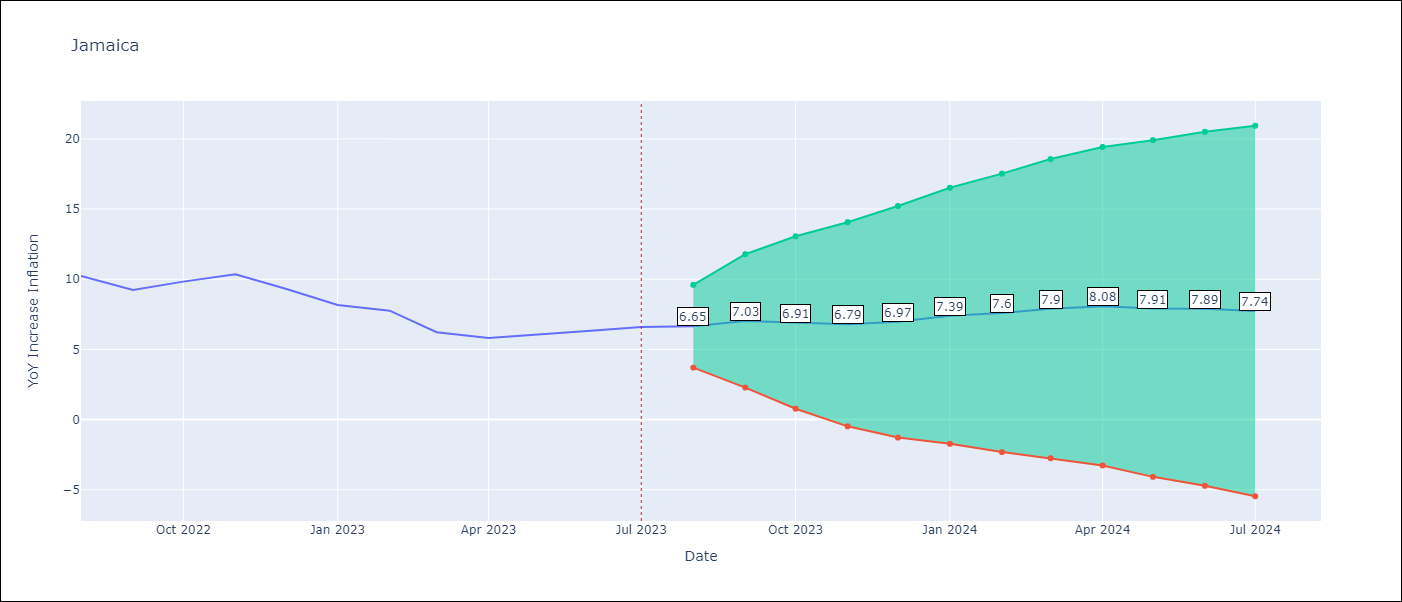 Jamaica
YoY Increase Inflation
20
15
10
5
0
−5
6.65
7.03
6.91
6.79
6.97
7.39
7.6
7.9
8.08
7.91
7.89
7.74
Oct 2022
Jan 2023
Apr 2023
Jul 2023
Oct 2023
Jan 2024
Apr 2024
Jul 2024
Date